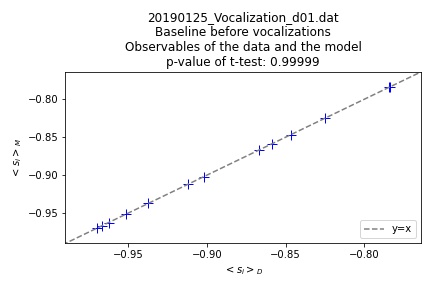 20190125_Vocalization_d01.dat
Baseline before vocalizations
Observables of the data and the model
p-value of t-test: 0.99999
−0.80
−0.85
−0.90
−0.95
< s_i >_M
y=x
−0.95
−0.90
−0.85
−0.80
< s_i >_D